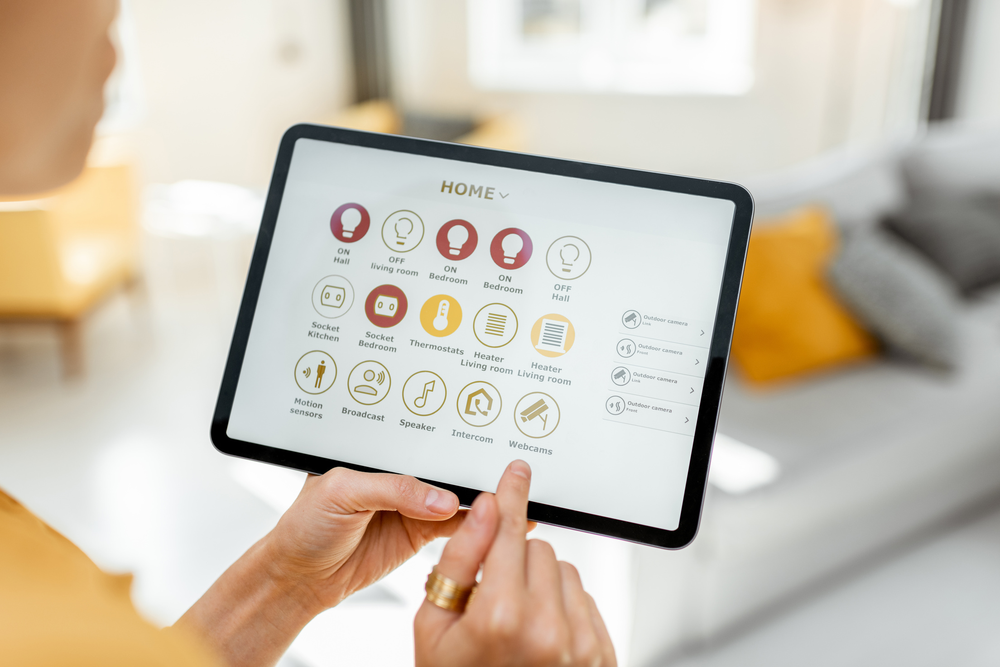 HOME
ON
Hall
OFF
living room
ON
Bedroom
ON
Bedroom
OFF
Hall
Socket
Kitchen
Socket
Bedroom
Thermostats
Heater
Living room
Heater
Living room
Motion
sensors
Broadcast
Speaker
Intercom
Webcams
Outdoor camera
Link
Outdoor camera
Front
Outdoor camera
Link
Outdoor camera
Front